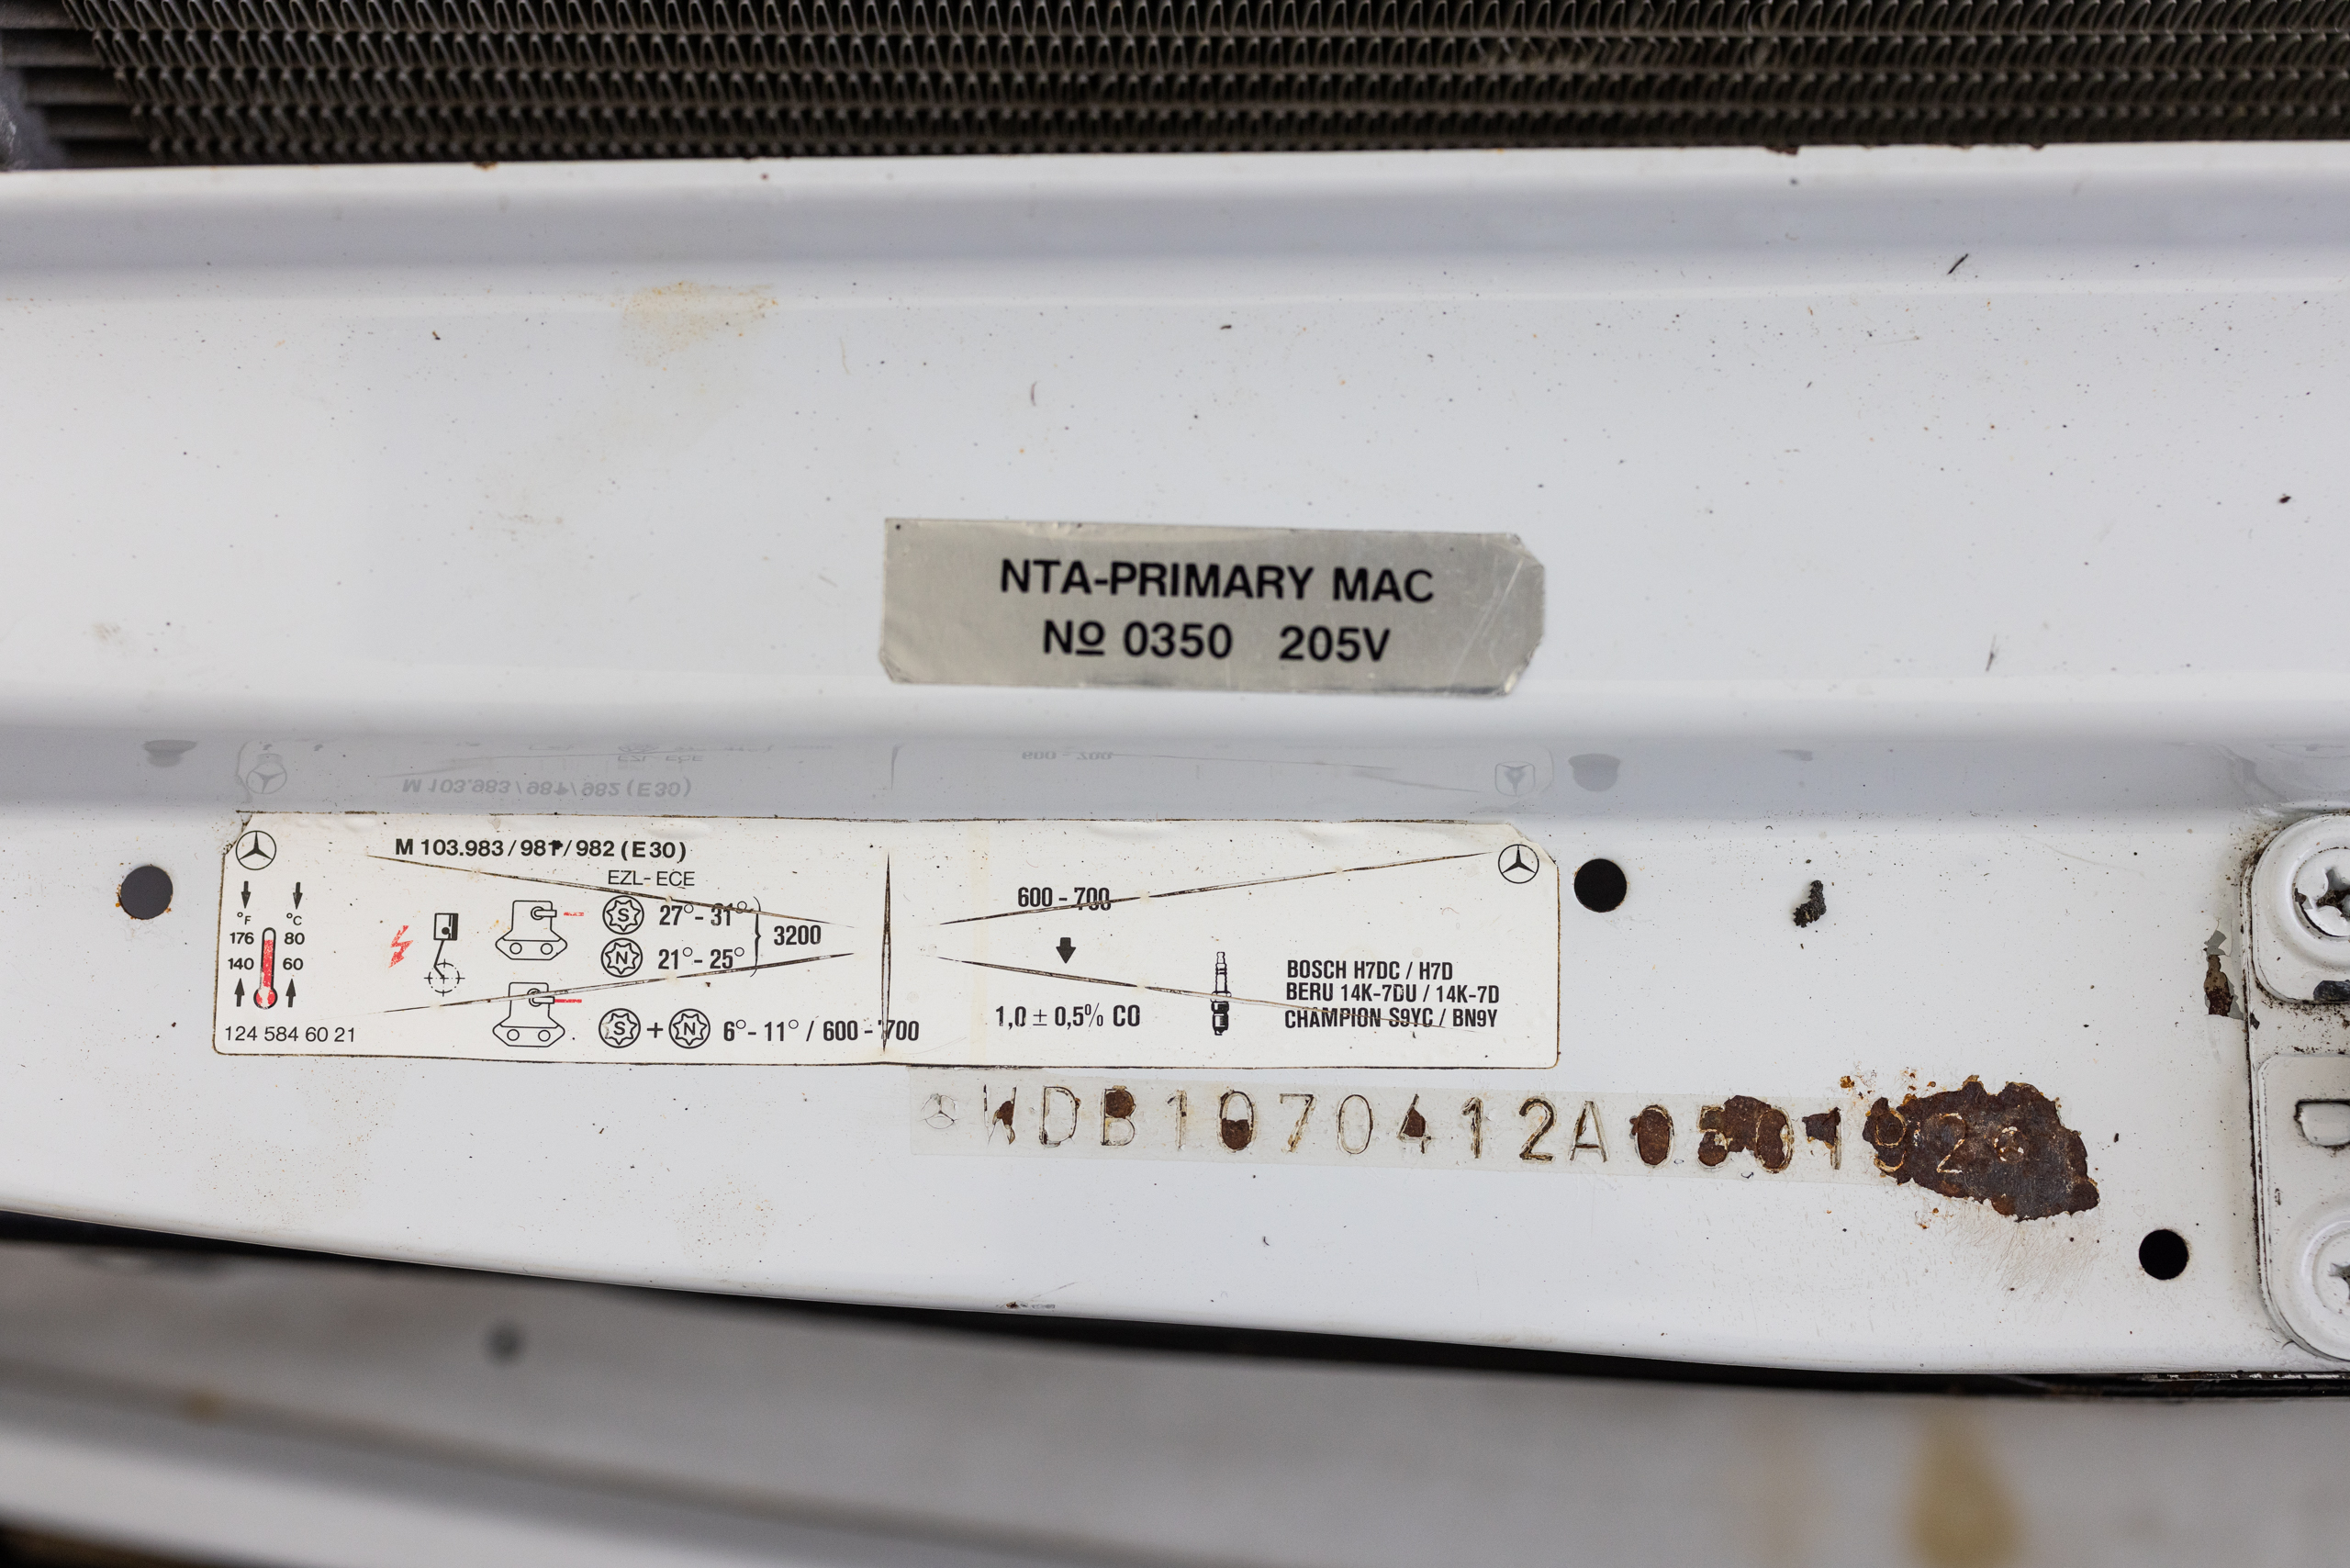 NTA-PRIMARY MAC
Nº 0350 205V
M 103.983 / 981 / 982 (E 30)
EZL-ECE
°F °C
176 80
140 60
S 27°- 31° } 3200
N 21°- 25°
S + N 6°- 11° / 600 - 700
124 584 60 21
600 - 700
1,0 ± 0,5% CO
BOSCH H7DC / H7D
BERU 14K-7DU / 14K-7D
CHAMPION S9YC / BN9Y
WDB1070412A0501926